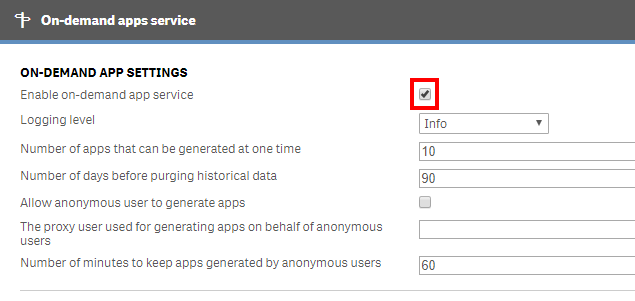 On-demand apps service
ON-DEMAND APP SETTINGS
Enable on-demand app service
Logging level
Info
Number of apps that can be generated at one time
10
Number of days before purging historical data
90
Allow anonymous user to generate apps
The proxy user used for generating apps on behalf of anonymous
users
Number of minutes to keep apps generated by anonymous users
60